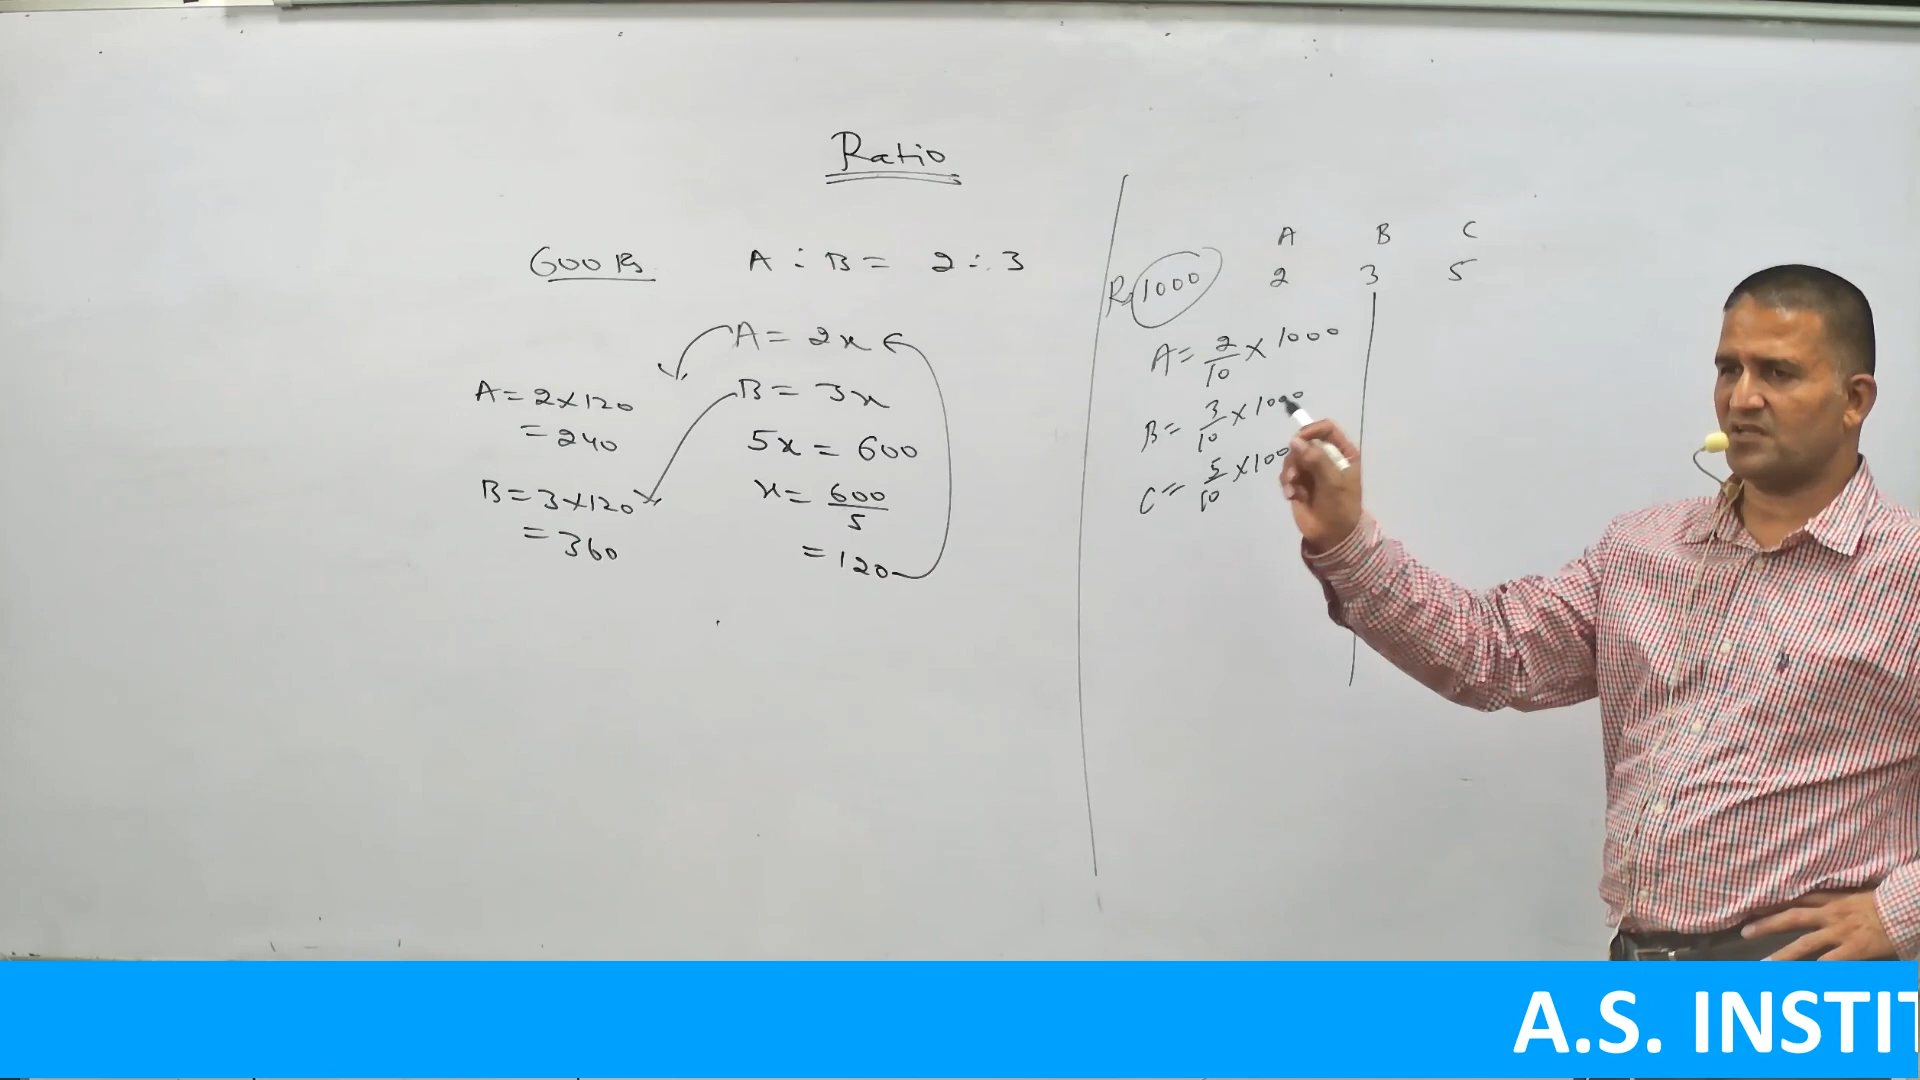 Ratio
600 Rs A : B = 2 : 3
A = 2x
B = 3x
5x = 600
x = 600/5
= 120
A = 2 × 120
= 240
B = 3 × 120
= 360
A B C
Rs 1000 2 3 5
A = 2/10 × 1000
B = 3/10 × 1000
C = 5/10 × 100
A.S. INSTIT